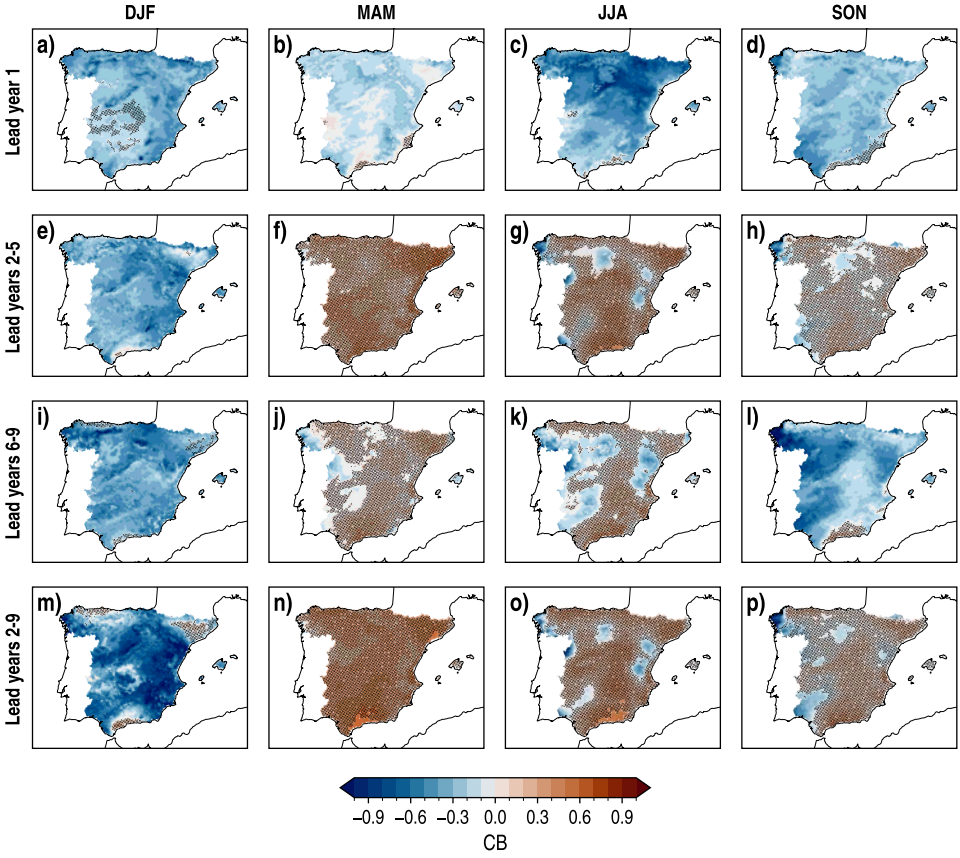 DJF MAM JJA SON
Lead year 1
a) b) c) d)
Lead years 2-5
e) f) g) h)
Lead years 6-9
i) j) k) l)
Lead years 2-9
m) n) o) p)
−0.9 −0.6 −0.3 0.0 0.3 0.6 0.9
CB